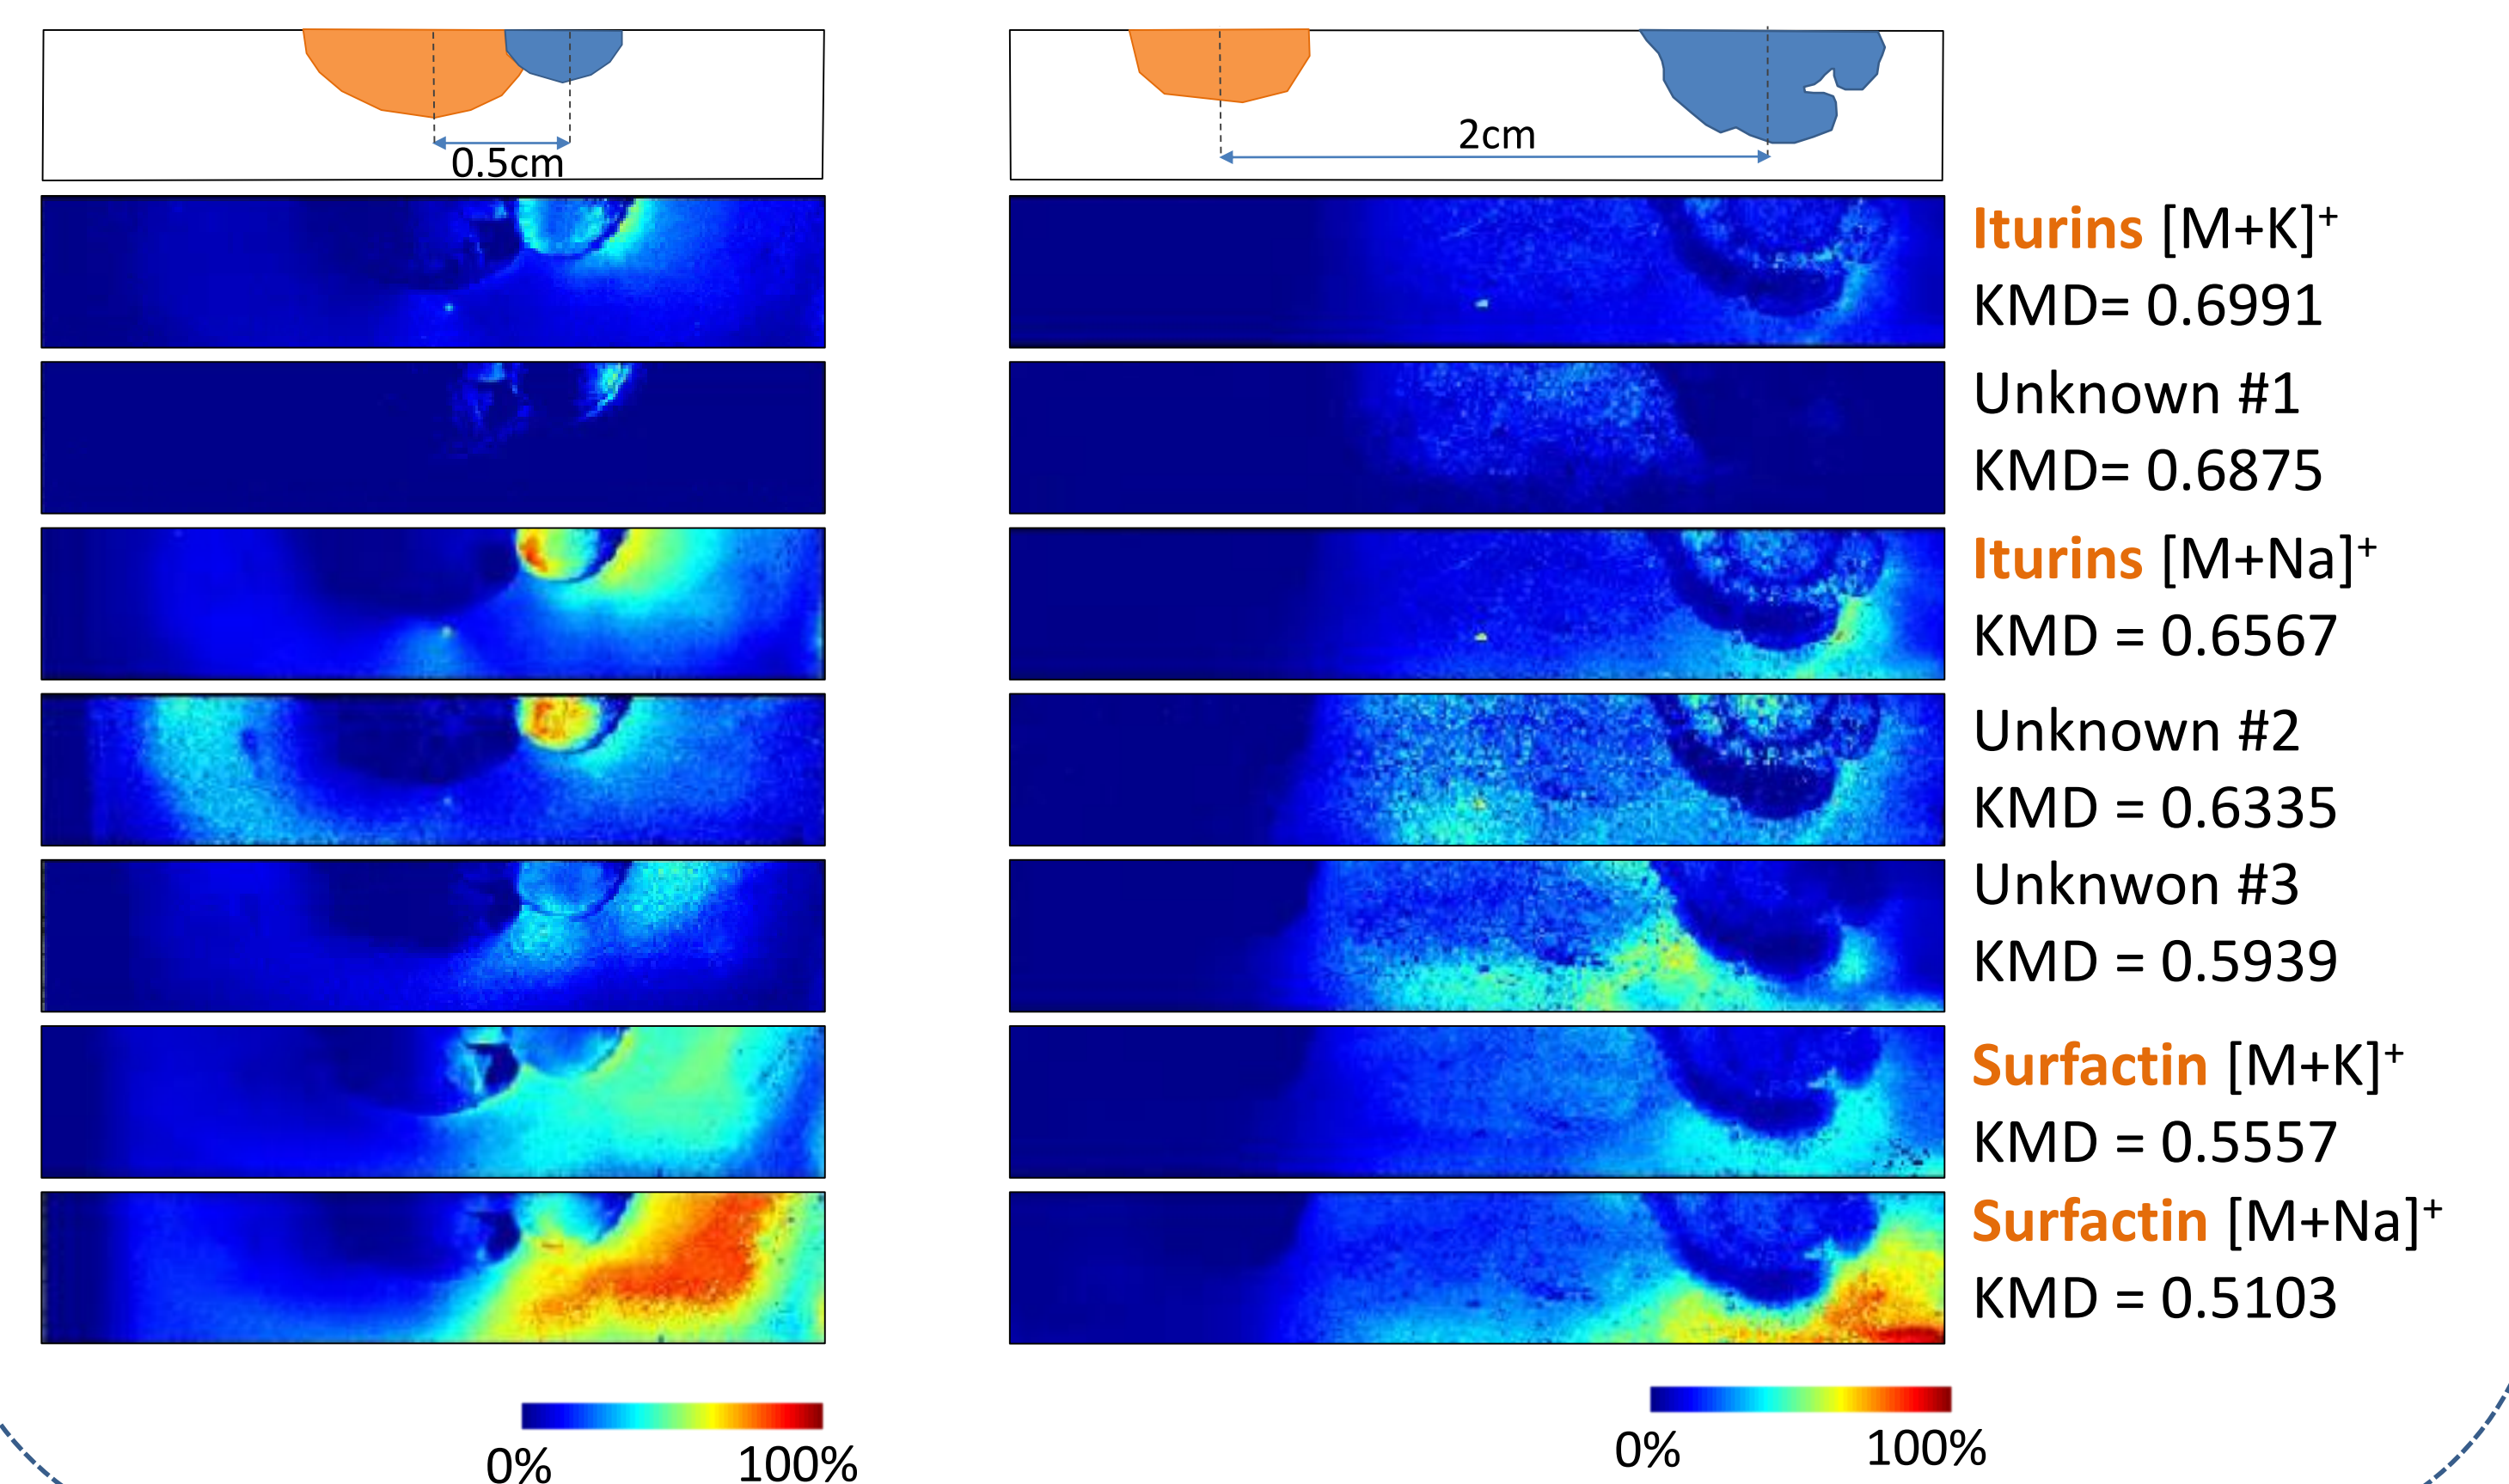 0.5cm
2cm
Iturins [M+K]⁺
KMD= 0.6991
Unknown #1
KMD= 0.6875
Iturins [M+Na]⁺
KMD = 0.6567
Unknown #2
KMD = 0.6335
Unknwon #3
KMD = 0.5939
Surfactin [M+K]⁺
KMD = 0.5557
Surfactin [M+Na]⁺
KMD = 0.5103
0% 100%
0% 100%